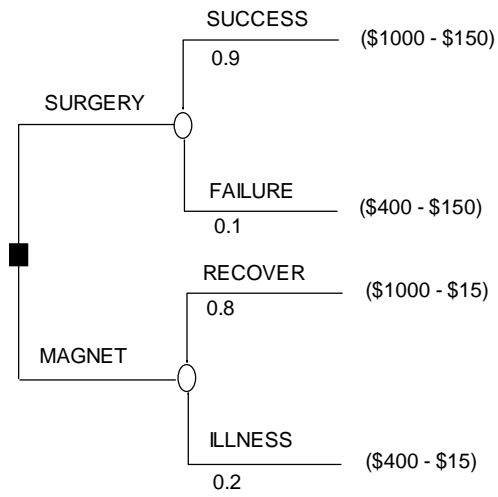 SUCCESS
($1000 - $150)
0.9
SURGERY
FAILURE
($400 - $150)
0.1
RECOVER
($1000 - $15)
0.8
MAGNET
ILLNESS
($400 - $15)
0.2